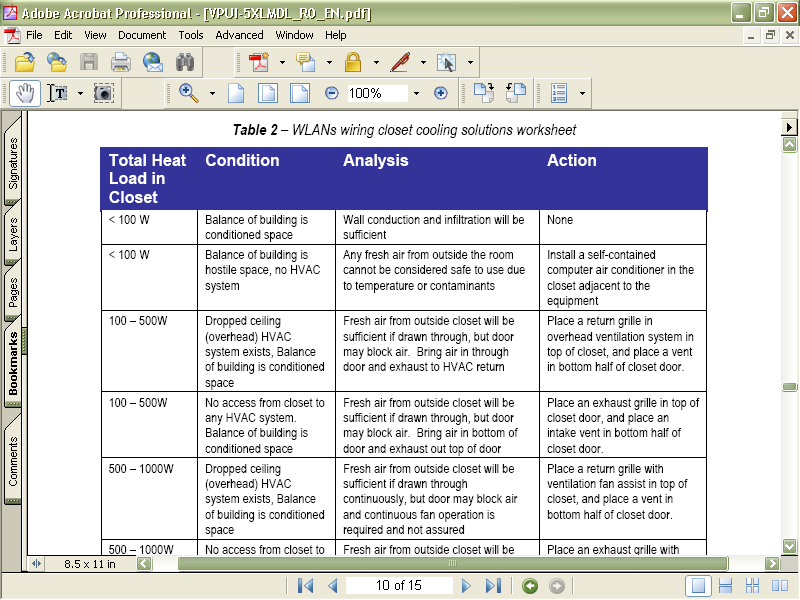 Adobe Acrobat Professional - [VPUI-5XLMDL_R0_EN.pdf]
File Edit View Document Tools Advanced Window Help
T
100%
Signatures
Layers
Pages
Bookmarks
Comments
Table 2 – WLANs wiring closet cooling solutions worksheet
Total Heat
Load in
Closet
Condition
Analysis
Action
< 100 W
Balance of building is
conditioned space
Wall conduction and infiltration will be
sufficient
None
< 100 W
Balance of building is
hostile space, no HVAC
system
Any fresh air from outside the room
cannot be considered safe to use due
to temperature or contaminants
Install a self-contained
computer air conditioner in the
closet adjacent to the
equipment
100 – 500W
Dropped ceiling
(overhead) HVAC
system exists, Balance
of building is conditioned
space
Fresh air from outside closet will be
sufficient if drawn through, but door
may block air. Bring air in through
door and exhaust to HVAC return
Place a return grille in
overhead ventilation system in
top of closet, and place a vent
in bottom half of closet door.
100 – 500W
No access from closet to
any HVAC system.
Balance of building is
conditioned space
Fresh air from outside closet will be
sufficient if drawn through, but door
may block air. Bring air in bottom of
door and exhaust out top of door
Place an exhaust grille in top of
closet door, and place an
intake vent in bottom half of
closet door.
500 – 1000W
Dropped ceiling
(overhead) HVAC
system exists, Balance
of building is conditioned
space
Fresh air from outside closet will be
sufficient if drawn through
continuously, but door may block air
and continuous fan operation is
required and not assured
Place a return grille with
ventilation fan assist in top of
closet, and place a vent in
bottom half of closet door.
500 – 1000W
No access from closet to
Fresh air from outside closet will be
Place an exhaust grille with
8.5 x 11 in
10 of 15